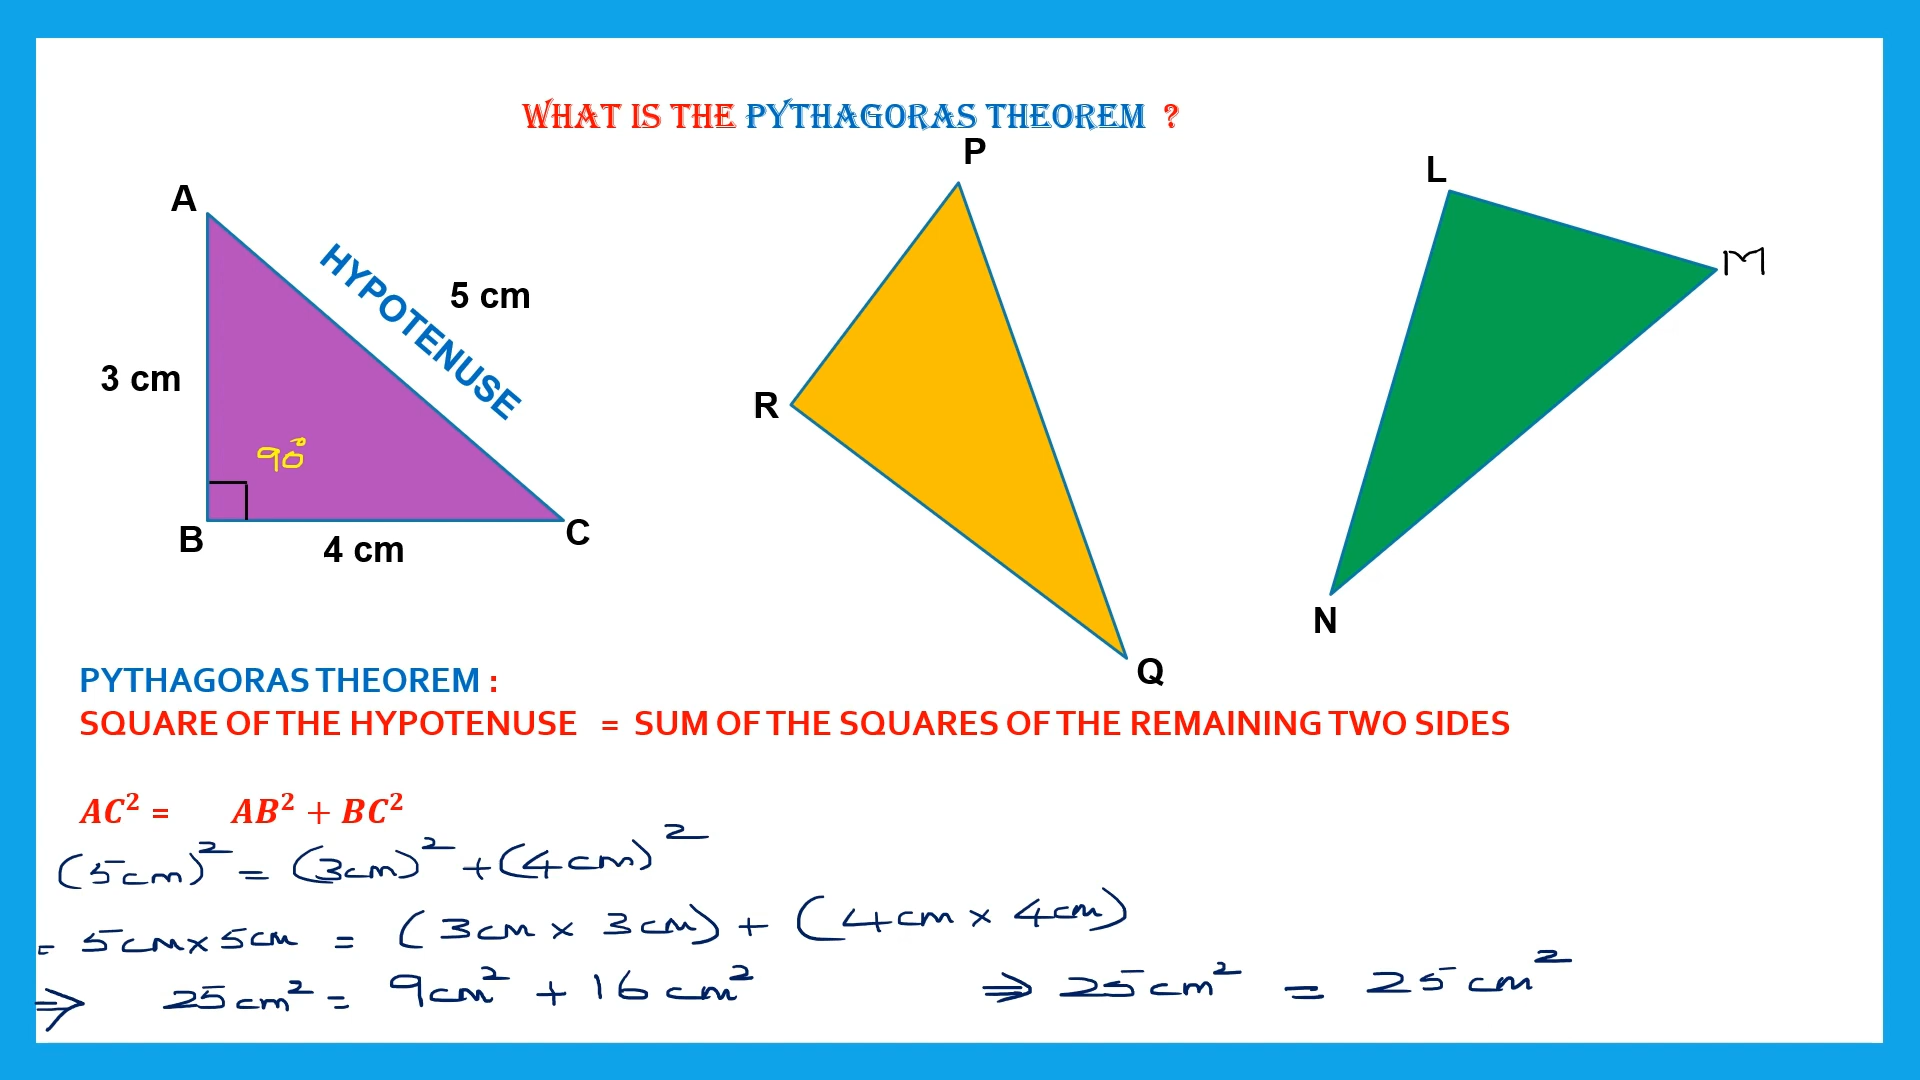 WHAT IS THE PYTHAGORAS THEOREM ?
P
L
A
M
HYPOTENUSE
5 cm
3 cm
R
90°
B
C
4 cm
N
Q
PYTHAGORAS THEOREM :
SQUARE OF THE HYPOTENUSE = SUM OF THE SQUARES OF THE REMAINING TWO SIDES
AC² = AB² + BC²
(5cm)² = (3cm)² + (4cm)²
= 5cm x 5cm = (3cm x 3cm) + (4cm x 4cm)
⇒ 25cm² = 9cm² + 16cm² ⇒ 25cm² = 25cm²